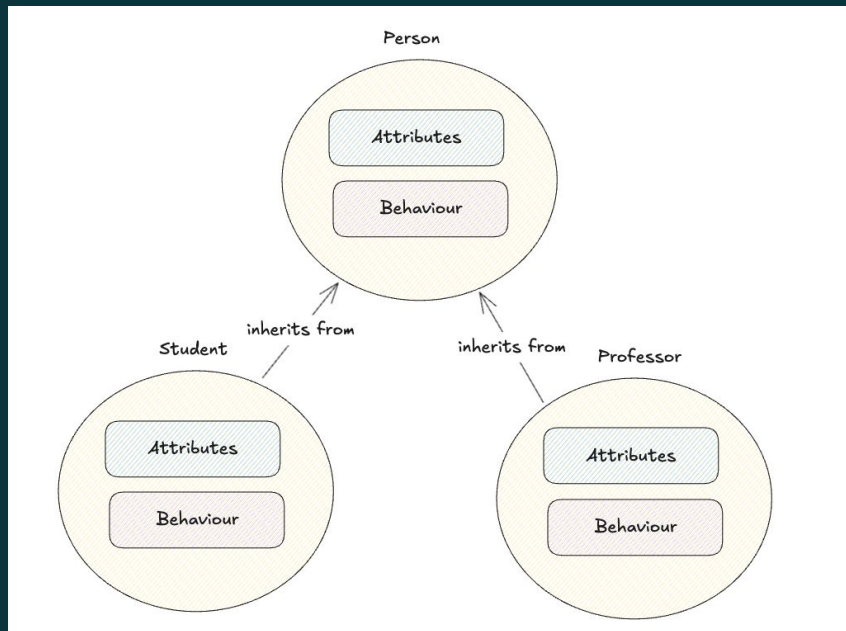 Person
Attributes
Behaviour
inherits from
inherits from
Student
Professor
Attributes
Behaviour
Attributes
Behaviour